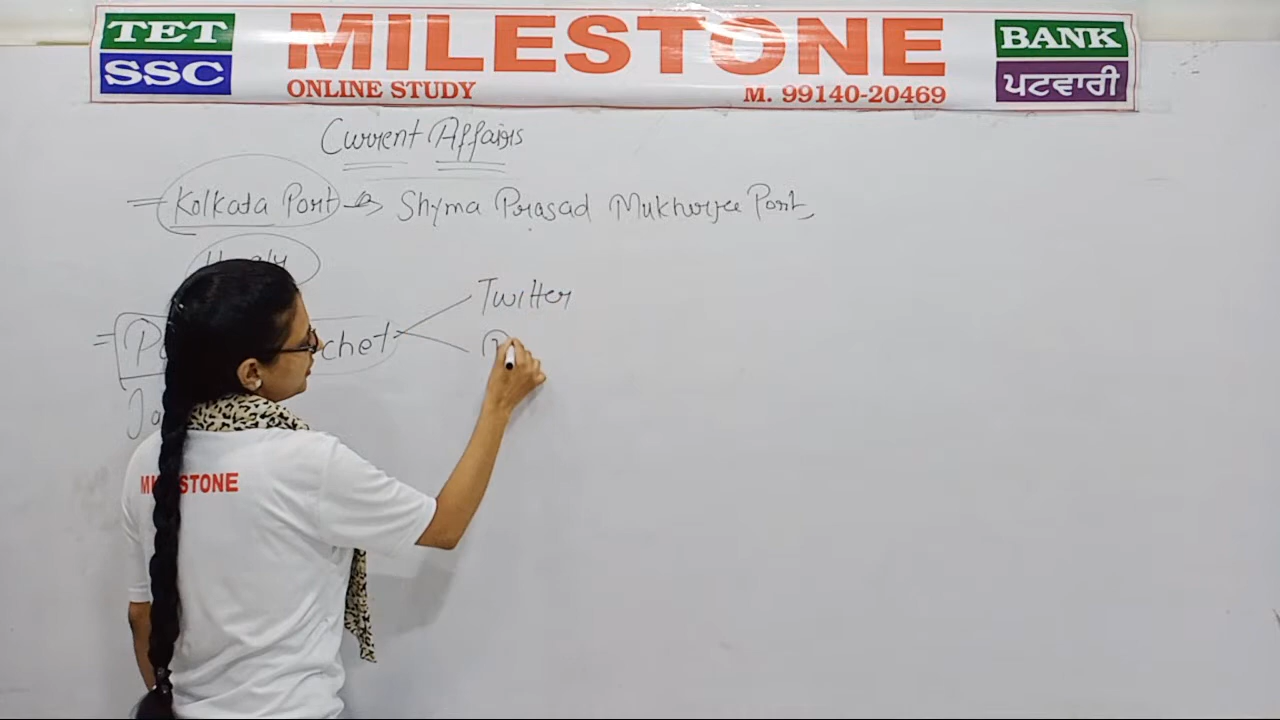 TET
SSC
MILESTONE
ONLINE STUDY
M. 99140-20469
BANK
ਪਟਵਾਰੀ
Current Affairs
= Kolkata Port → Shyma Prasad Mukherjee Port,
= chet
Twitter
MILESTONE